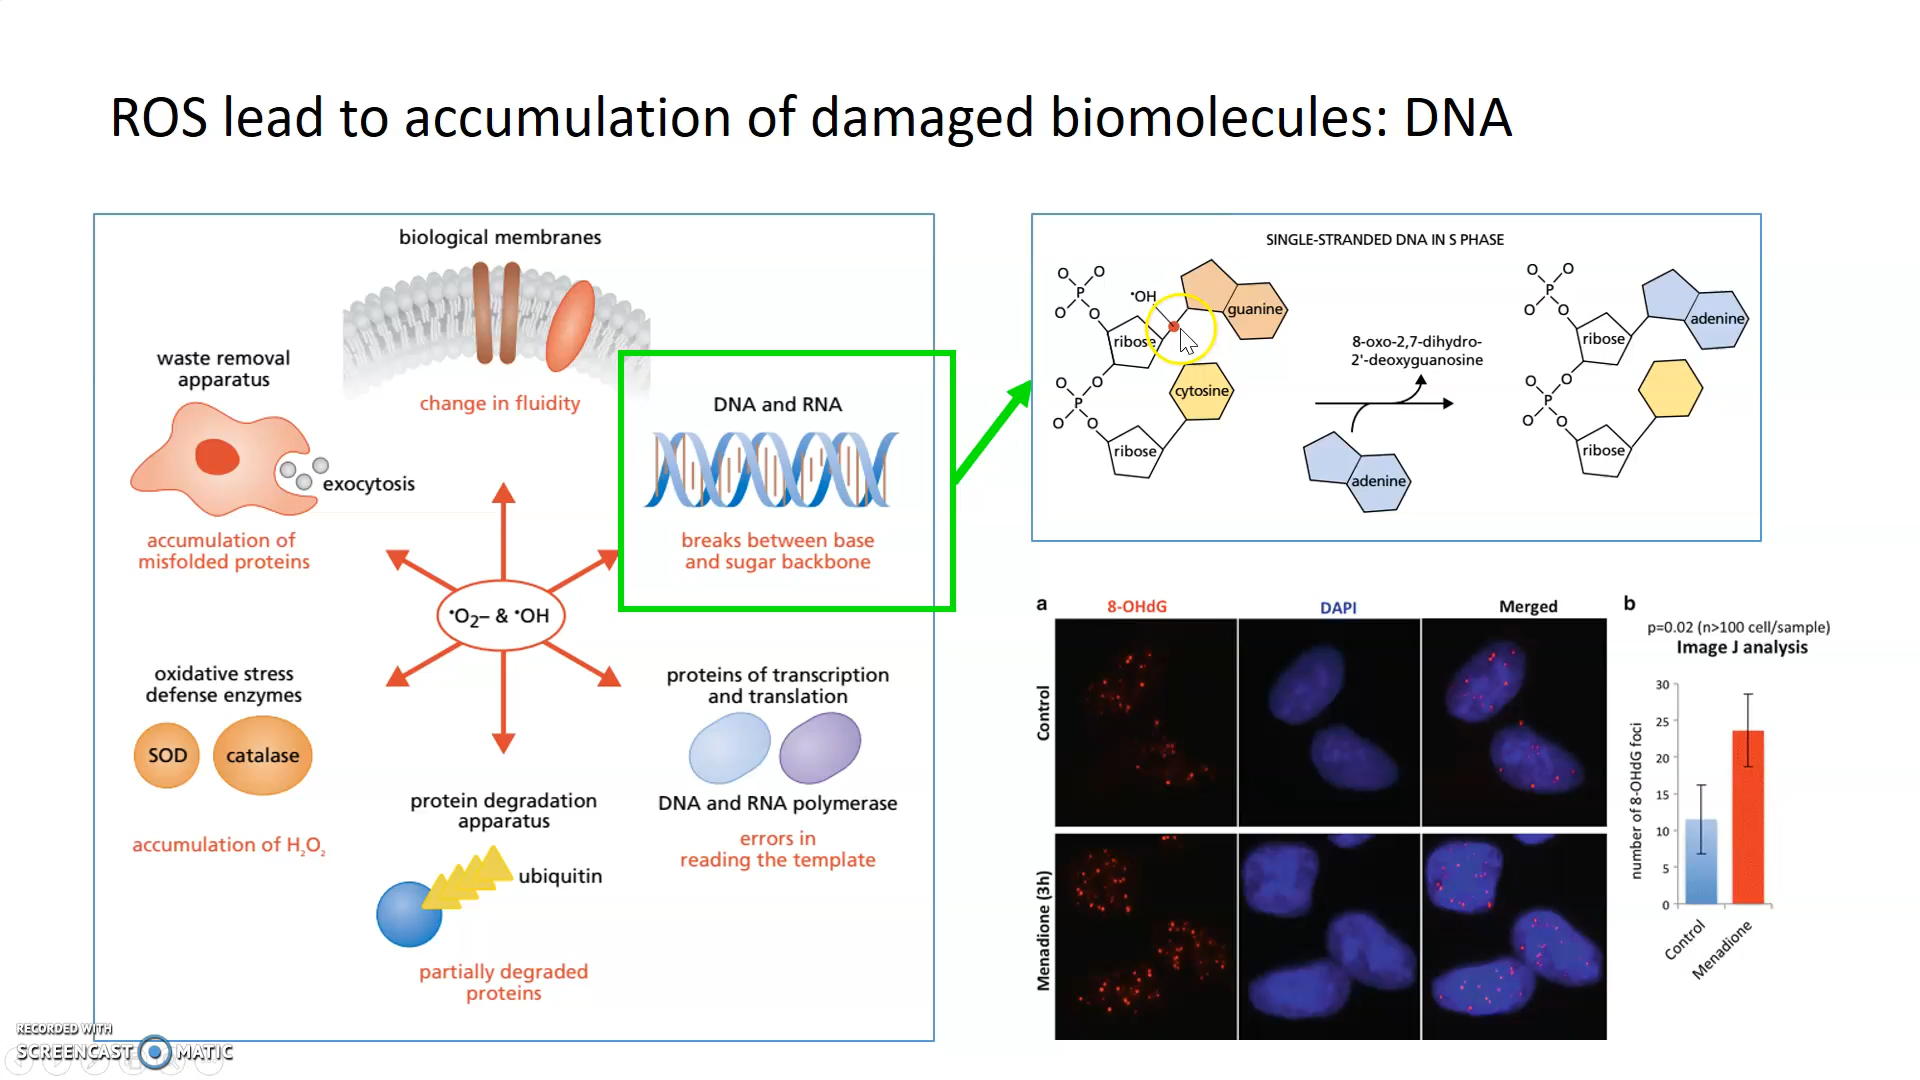 ROS lead to accumulation of damaged biomolecules: DNA
biological membranes
change in fluidity
waste removal
apparatus
exocytosis
accumulation of
misfolded proteins
DNA and RNA
breaks between base
and sugar backbone
•O2– & •OH
oxidative stress
defense enzymes
SOD
catalase
accumulation of H2O2
proteins of transcription
and translation
DNA and RNA polymerase
errors in
reading the template
protein degradation
apparatus
ubiquitin
partially degraded
proteins
SINGLE-STRANDED DNA IN S PHASE
O O
P
O O
•OH
guanine
ribose
cytosine
O O
P
O O
ribose
8-oxo-2,7-dihydro-
2'-deoxyguanosine
adenine
O O
P
O O
adenine
ribose
O O
P
O O
ribose
a
8-OHdG
DAPI
Merged
Control
Menadione (3h)
b
p=0.02 (n>100 cell/sample)
Image J analysis
number of 8-OHdG foci
30
25
20
15
10
5
0
Control
Menadione
RECORDED WITH
SCREENCAST MATIC